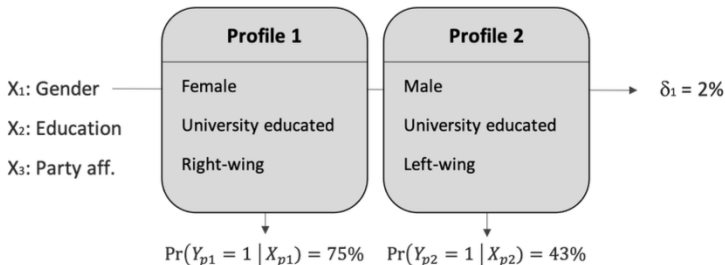 Profile 1 Profile 2
X₁: Gender Female Male δ₁ = 2%
X₂: Education University educated University educated
X₃: Party aff. Right-wing Left-wing
Pr(Yₚ₁ = 1 | Xₚ₁) = 75% Pr(Yₚ₂ = 1 | Xₚ₂) = 43%